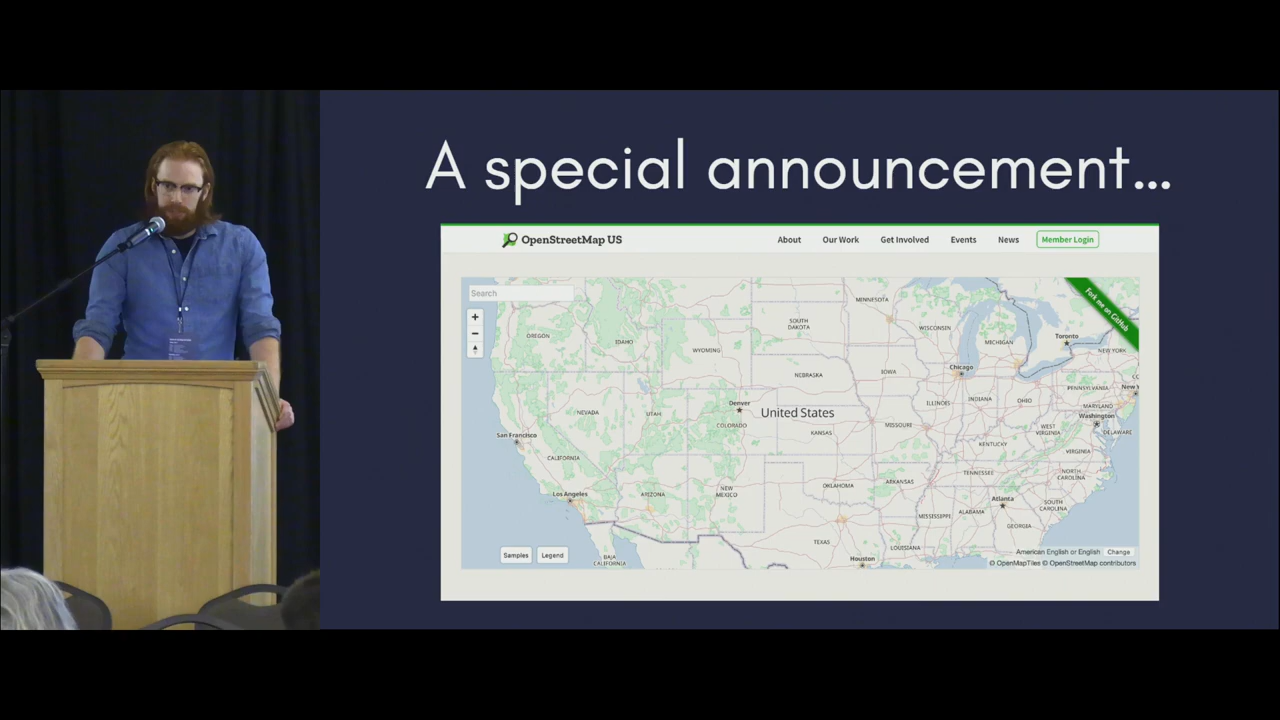 A special announcement...
OpenStreetMap US
About Our Work Get Involved Events News Member Login
Search
Fork me on GitHub
+
−
OREGON
IDAHO
WYOMING
SOUTH DAKOTA
MINNESOTA
WISCONSIN
MICHIGAN
Toronto
NEW YORK
NEBRASKA
IOWA
Chicago
ILLINOIS
INDIANA
OHIO
PENNSYLVANIA
New Y
MARYLAND
Washington
DELAWARE
NEVADA
UTAH
Denver
COLORADO
United States
KANSAS
MISSOURI
WEST VIRGINIA
VIRGINIA
KENTUCKY
San Francisco
CALIFORNIA
Los Angeles
ARIZONA
NEW MEXICO
OKLAHOMA
ARKANSAS
TENNESSEE
NORTH CAROLINA
SOUTH CAROLINA
Atlanta
GEORGIA
ALABAMA
MISSISSIPPI
TEXAS
LOUISIANA
Houston
BAJA CALIFORNIA
Samples Legend
American English or English Change
© OpenMapTiles © OpenStreetMap contributors